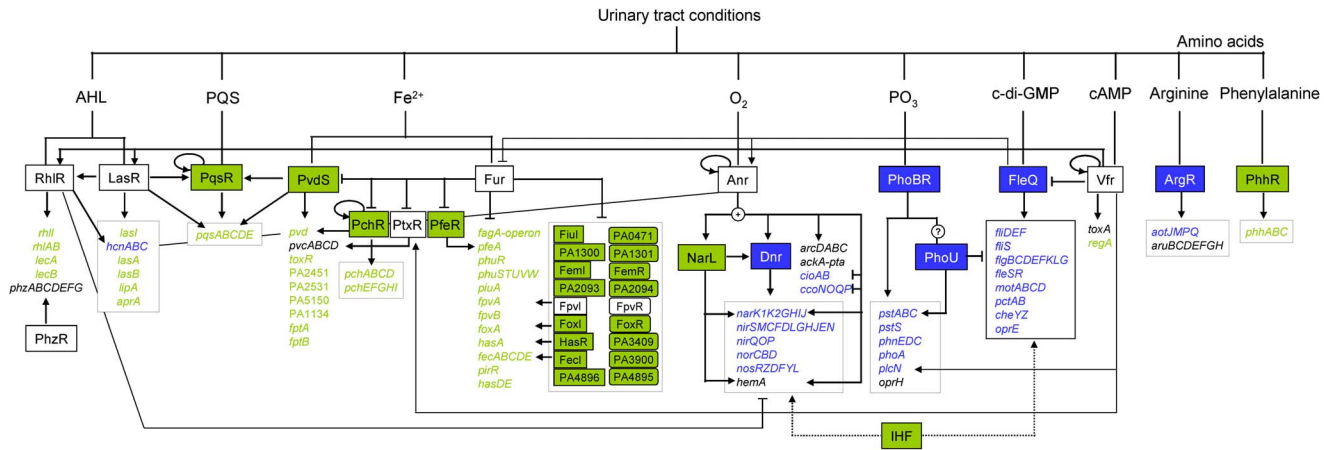 Urinary tract conditions
Amino acids
AHL
PQS
Fe2+
O2
PO3
c-di-GMP
cAMP
Arginine
Phenylalanine
RhlR
LasR
PqsR
PvdS
Fur
Anr
PhoBR
FleQ
Vfr
ArgR
PhhR
PchR
PtxR
PfeR
rhlI
rhlAB
lecA
lecB
phzABCDEFG
PhzR
lasI
hcnABC
lasA
lasB
lipA
aprA
pqsABCDE
pvd
pvcABCD
toxR
PA2451
PA2531
PA5150
PA1134
fptA
fptB
pchABCD
pchEFGHI
fagA-operon
pfeA
phuR
phuSTUVW
piuA
fpvA
fpvB
foxA
hasA
fecABCDE
pirR
hasDE
FiuI
PA0471
PA1300
PA1301
FemI
FemR
PA2093
PA2094
FpvI
FpvR
FoxI
FoxR
HasR
PA3409
FecI
PA3900
PA4896
PA4895
+
NarL
Dnr
arcDABC
ackA-pta
cioAB
ccoNOQP
narK1K2GHIJ
nirSMCFDLGHJEN
nirQOP
norCBD
nosRZDFYL
hemA
?
PhoU
pstABC
pstS
phnEDC
phoA
plcN
oprH
fliDEF
fliS
flgBCDEFKLG
fleSR
motABCD
pctAB
cheYZ
oprE
toxA
regA
aotJMPQ
aruBCDEFGH
phhABC
IHF